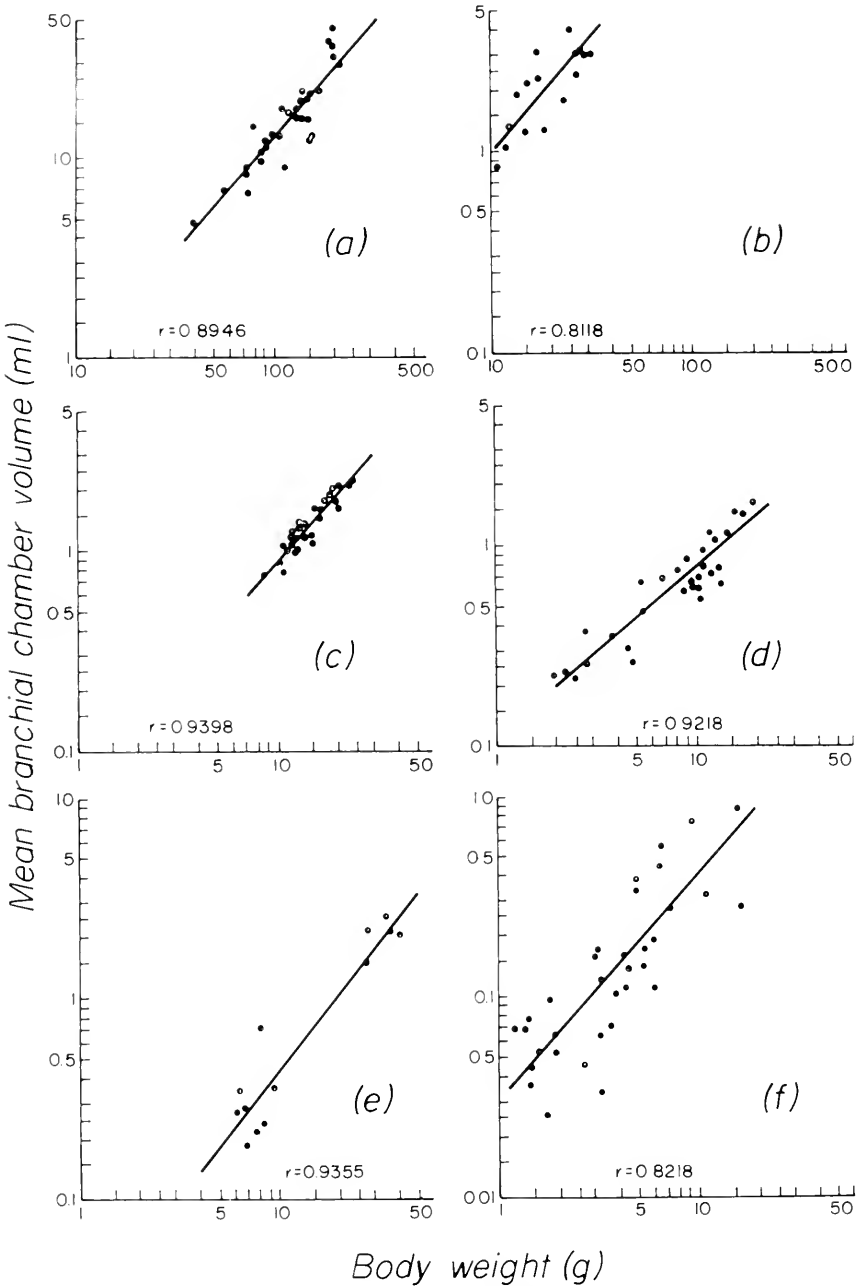 50
10
5
1
10 50 100 500
(a)
r=0 8946
5
1
0 5
0 1
10 50 100 500
(b)
r=0.8118
5
1
0.5
0.1
1 5 10 50
(c)
r=0.9398
5
1
0.5
0.1
1 5 10 50
(d)
r=0.9218
10
5
1
0.5
0.1
1 5 10 50
(e)
r=0.9355
1 0
0 5
0.1
0 5
0 01
1 5 10 50
(f)
r=0.8218
Mean branchial chamber volume (ml)
Body weight (g)